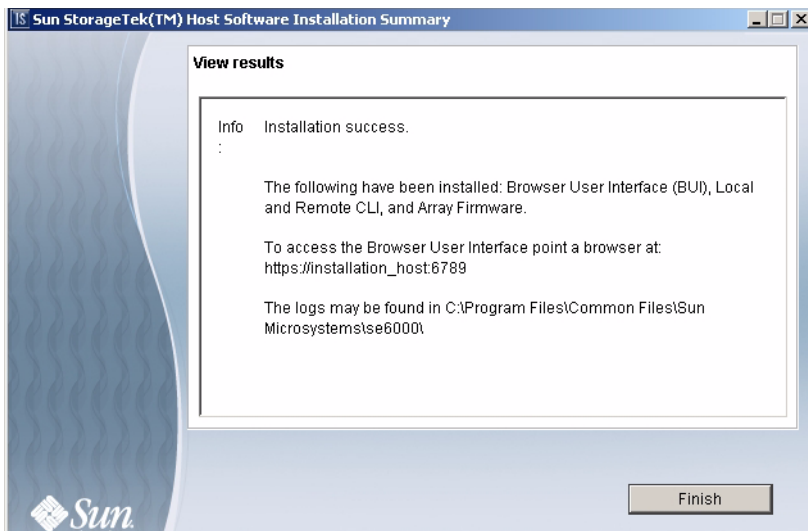 Sun StorageTek(TM) Host Software Installation Summary
View results
Info : Installation success.
The following have been installed: Browser User Interface (BUI), Local
and Remote CLI, and Array Firmware.
To access the Browser User Interface point a browser at:
https://installation_host:6789
The logs may be found in C:\Program Files\Common Files\Sun
Microsystems\se6000\
Finish
Sun